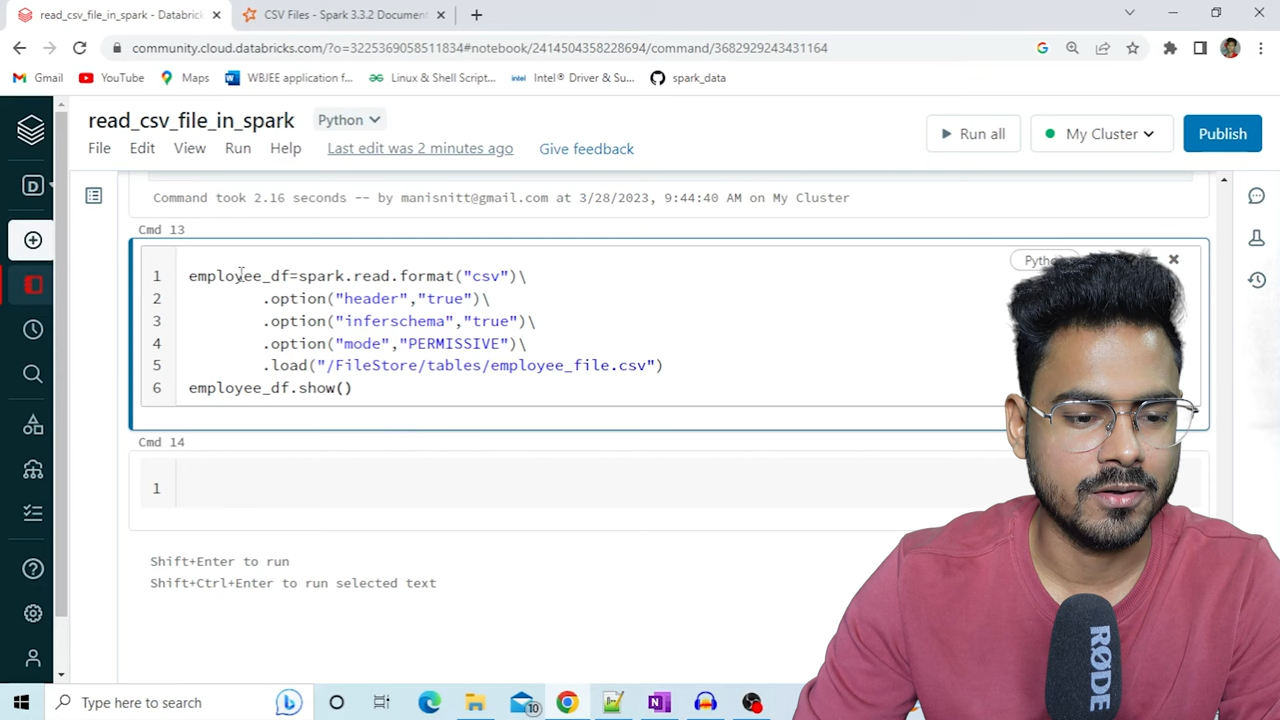 read_csv_file_in_spark - Databrick
CSV Files - Spark 3.3.2 Document
community.cloud.databricks.com/?o=3225369058511834#notebook/2414504358228694/command/3682929243431164
Gmail
YouTube
Maps
WBJEE application f...
Linux & Shell Script...
Intel® Driver & Su...
spark_data
read_csv_file_in_spark
Python
Run all
My Cluster
Publish
File
Edit
View
Run
Help
Last edit was 2 minutes ago
Give feedback
D
Command took 2.16 seconds -- by manisnitt@gmail.com at 3/28/2023, 9:44:40 AM on My Cluster
Cmd 13
1 employee_df=spark.read.format("csv")\
2 .option("header","true")\
3 .option("inferschema","true")\
4 .option("mode","PERMISSIVE")\
5 .load("/FileStore/tables/employee_file.csv")
6 employee_df.show()
Cmd 14
1
Shift+Enter to run
Shift+Ctrl+Enter to run selected text
RØDE
Type here to search
10